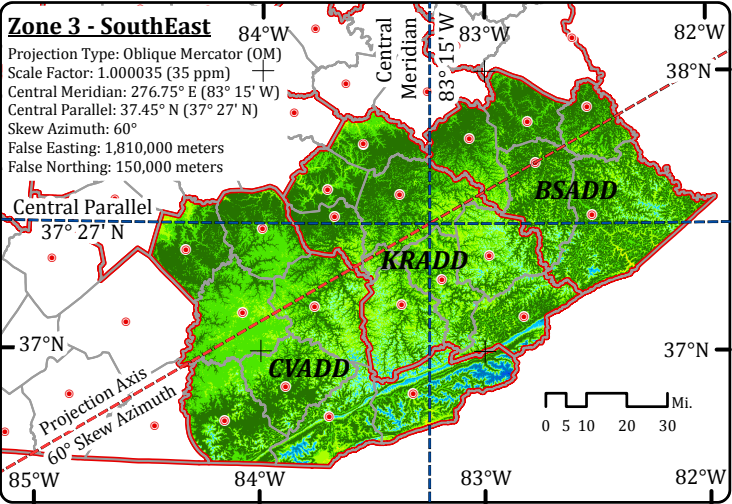 Zone 3 - SouthEast
Projection Type: Oblique Mercator (OM)
Scale Factor: 1.000035 (35 ppm)
Central Meridian: 276.75° E (83° 15' W)
Central Parallel: 37.45° N (37° 27' N)
Skew Azimuth: 60°
False Easting: 1,810,000 meters
False Northing: 150,000 meters
84°W
Central
Meridian
83° 15' W
83°W
82°W
38°N
Central Parallel
37° 27' N
BSADD
KRADD
CVADD
37°N
37°N
Projection Axis
60° Skew Azimuth
Mi.
0 5 10 20 30
85°W
84°W
83°W
82°W